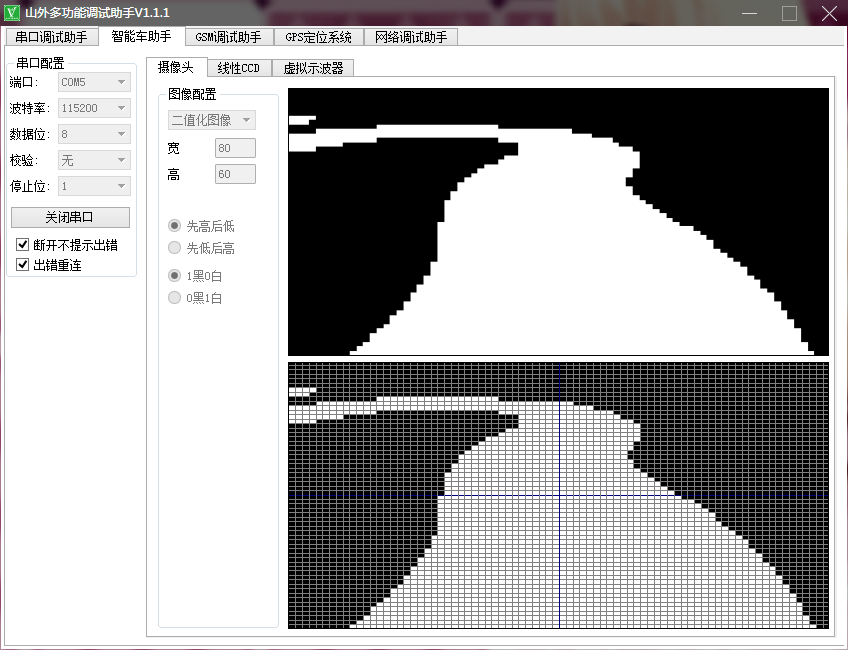 山外多功能调试助手V1.1.1
串口调试助手 智能车助手 GSM调试助手 GPS定位系统 网络调试助手
串口配置
端口: COM5
波特率: 115200
数据位: 8
校验: 无
停止位: 1
关闭串口
断开不提示出错
出错重连
摄像头 线性CCD 虚拟示波器
图像配置
二值化图像
宽 80
高 60
先高后低
先低后高
1黑0白
0黑1白